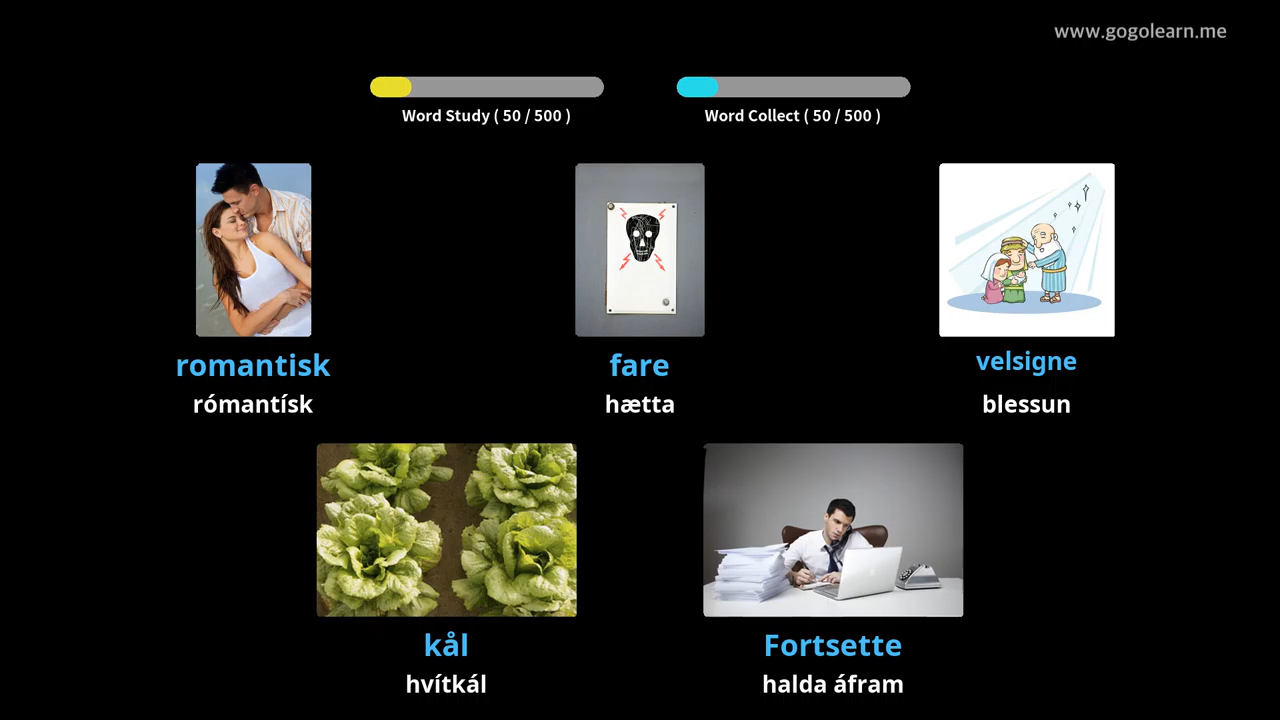 www.gogolearn.me
Word Study ( 50 / 500 )
Word Collect ( 50 / 500 )
romantisk
rómantísk
fare
hætta
velsigne
blessun
kål
hvítkál
Fortsette
halda áfram